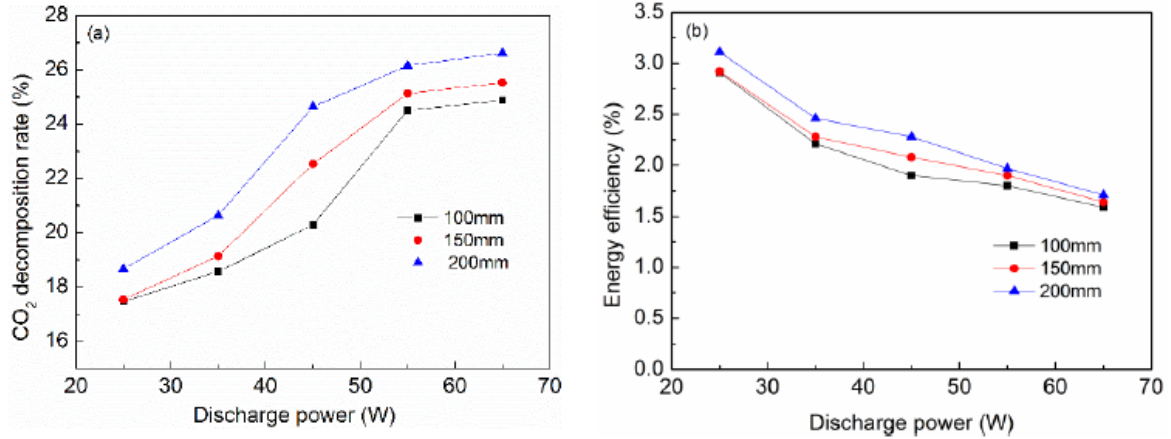 (a)
CO2 decomposition rate (%)
28
26
24
22
20
18
16
100mm
150mm
200mm
20 30 40 50 60 70
Discharge power (W)
(b)
Energy efficiency (%)
3.5
3.0
2.5
2.0
1.5
1.0
0.5
0.0
100mm
150mm
200mm
20 30 40 50 60 70
Discharge power (W)